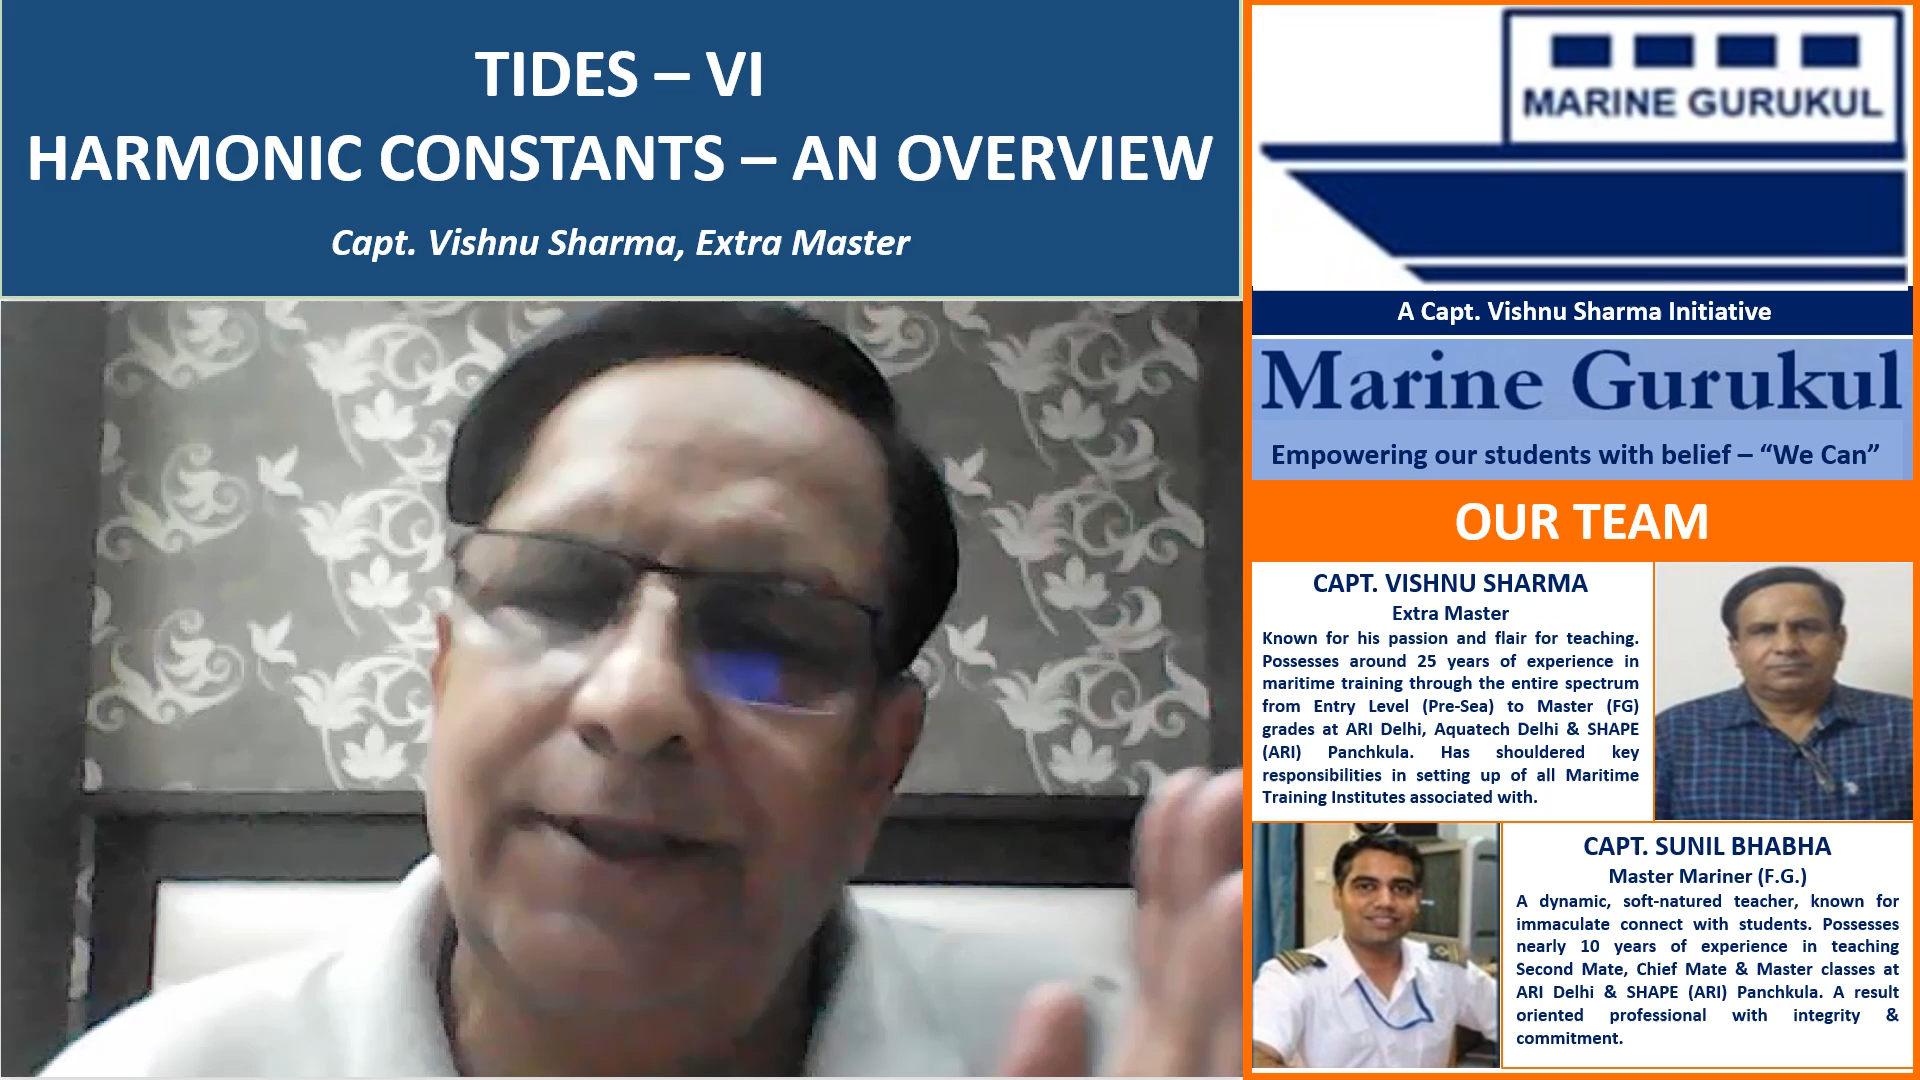 TIDES – VI
HARMONIC CONSTANTS – AN OVERVIEW
Capt. Vishnu Sharma, Extra Master
MARINE GURUKUL
A Capt. Vishnu Sharma Initiative
Marine Gurukul
Empowering our students with belief – “We Can”
OUR TEAM
CAPT. VISHNU SHARMA
Extra Master
Known for his passion and flair for teaching.
Possesses around 25 years of experience in
maritime training through the entire spectrum
from Entry Level (Pre-Sea) to Master (FG)
grades at ARI Delhi, Aquatech Delhi & SHAPE
(ARI) Panchkula. Has shouldered key
responsibilities in setting up of all Maritime
Training Institutes associated with.
CAPT. SUNIL BHABHA
Master Mariner (F.G.)
A dynamic, soft-natured teacher, known for
immaculate connect with students. Possesses
nearly 10 years of experience in teaching
Second Mate, Chief Mate & Master classes at
ARI Delhi & SHAPE (ARI) Panchkula. A result
oriented professional with integrity &
commitment.